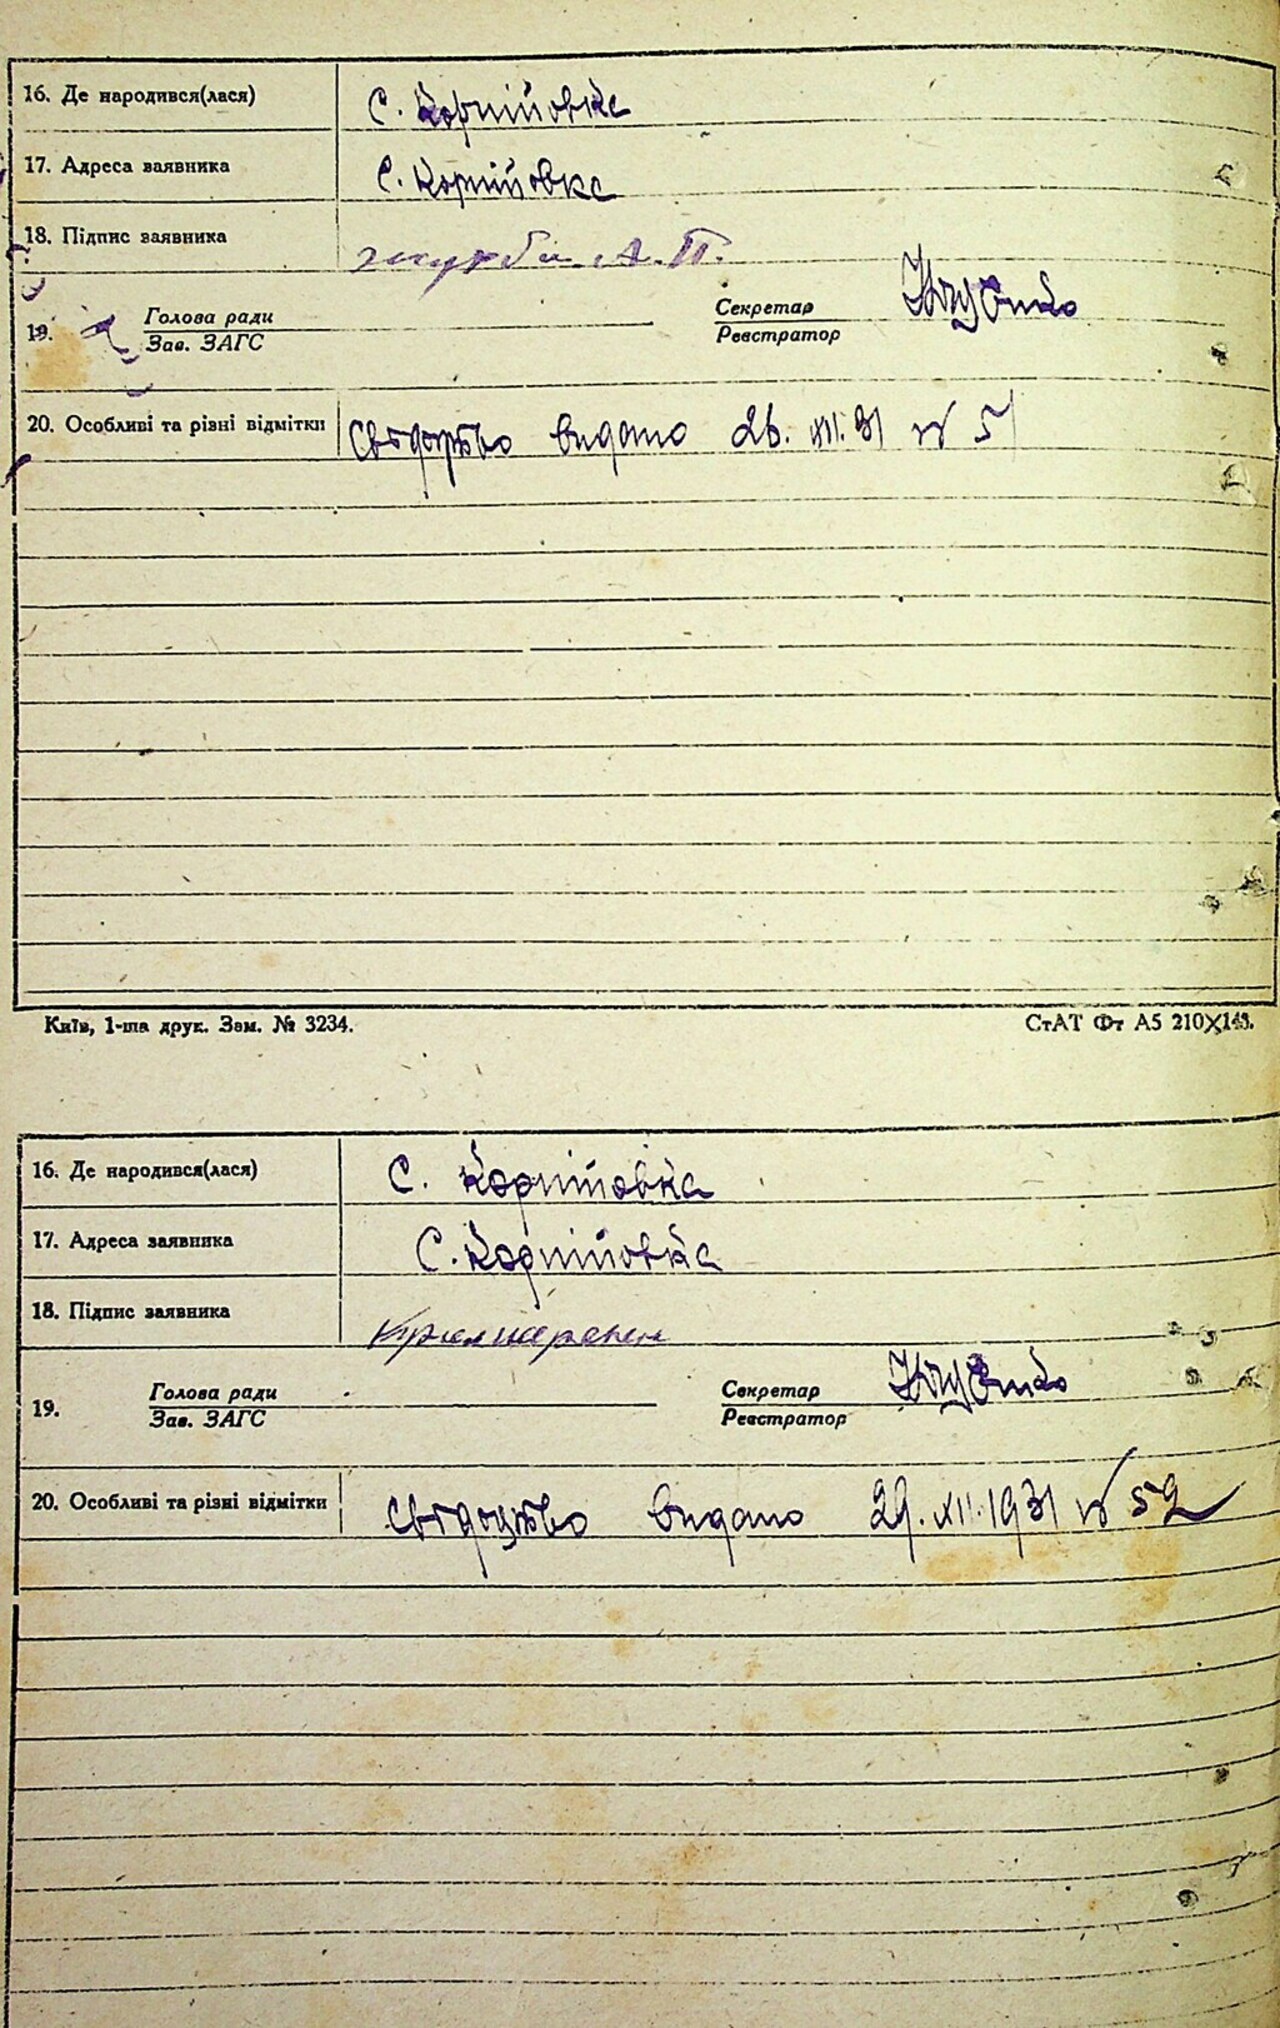 16. Де народився(лася) С. Корнійовка
17. Адреса заявника С. Корнійовка
18. Підпис заявника А. П.
19. Голова ради Секретар
Зав. ЗАГС Реєстратор
20. Особливі та різні відмітки Свідоцтво видано 26. XII. 31 № 51
Київ, 1-ша друк. Зам. № 3234. СтАТ Фт А5 210X148.
16. Де народився(лася) С. Корнійовка
17. Адреса заявника С. Корнійовка
18. Підпис заявника
19. Голова ради Секретар
Зав. ЗАГС Реєстратор
20. Особливі та різні відмітки Свідоцтво видано 29. XII. 1931 № 52